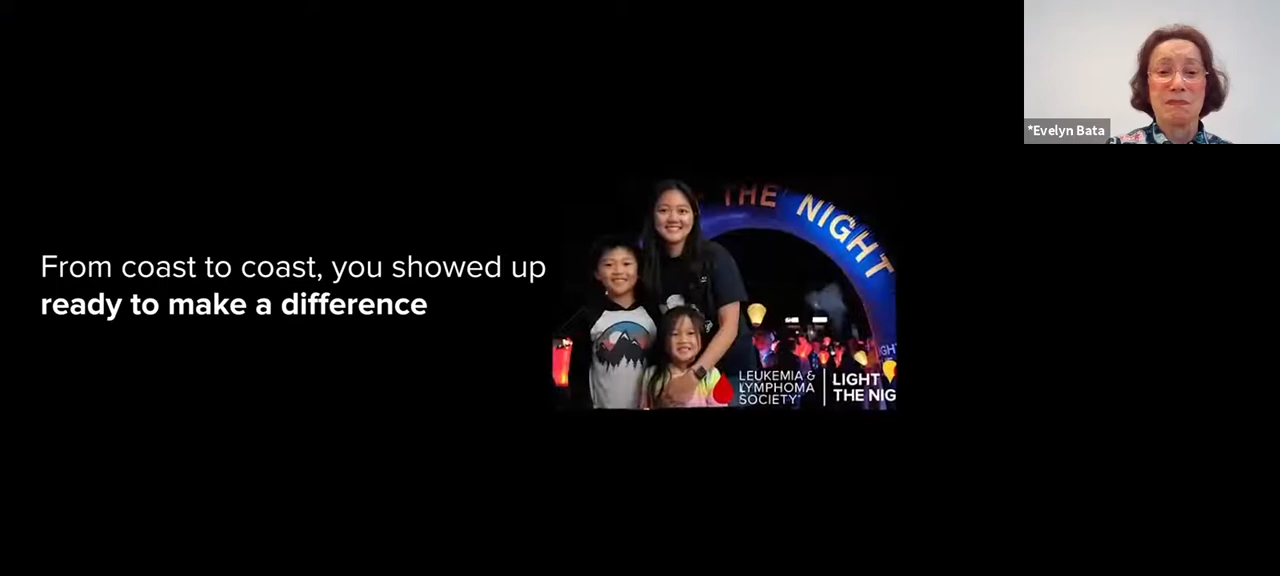 *Evelyn Bata
From coast to coast, you showed up
ready to make a difference
THE NIGHT
LEUKEMIA &
LYMPHOMA
SOCIETY
LIGHT
THE NIG